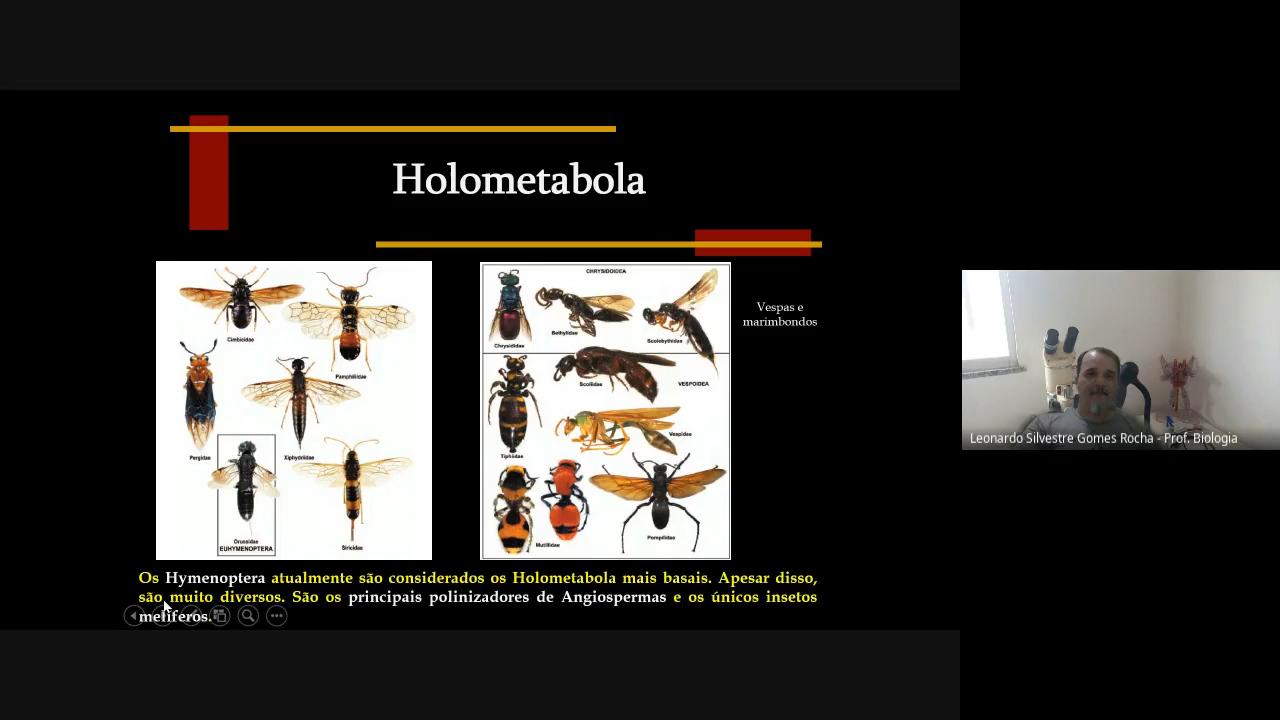 Holometabola
Cimbicidae
Pamphiliidae
Pergidae
Xiphydriidae
Orussidae
EUHYMENOPTERA
Siricidae
CHRYSIDOIDEA
Chrysididae
Bethylidae
Scolebythidae
Scoliidae
VESPOIDEA
Tiphiidae
Vespidae
Mutillidae
Pompilidae
Vespas e
marimbondos
Os Hymenoptera atualmente são considerados os Holometabola mais basais. Apesar disso,
são muito diversos. São os principais polinizadores de Angiospermas e os únicos insetos
melíferos.
Leonardo Silvestre Gomes Rocha - Prof. Biologia